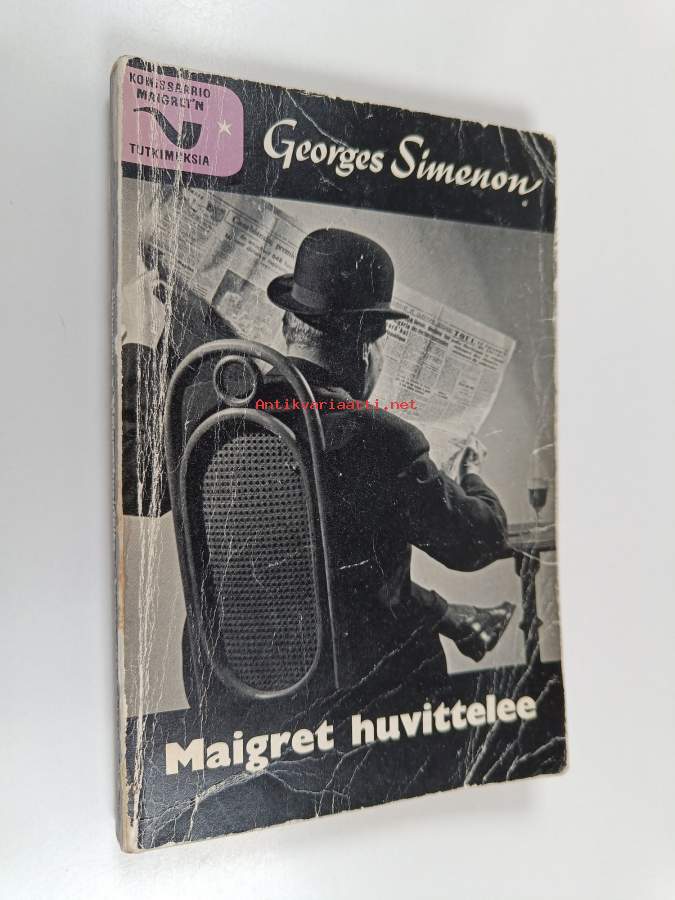 KOMISSAARIO
MAIGRET'N
TUTKIMUKSIA
Georges Simenon
Antikvariaatti.net
Maigret huvittelee